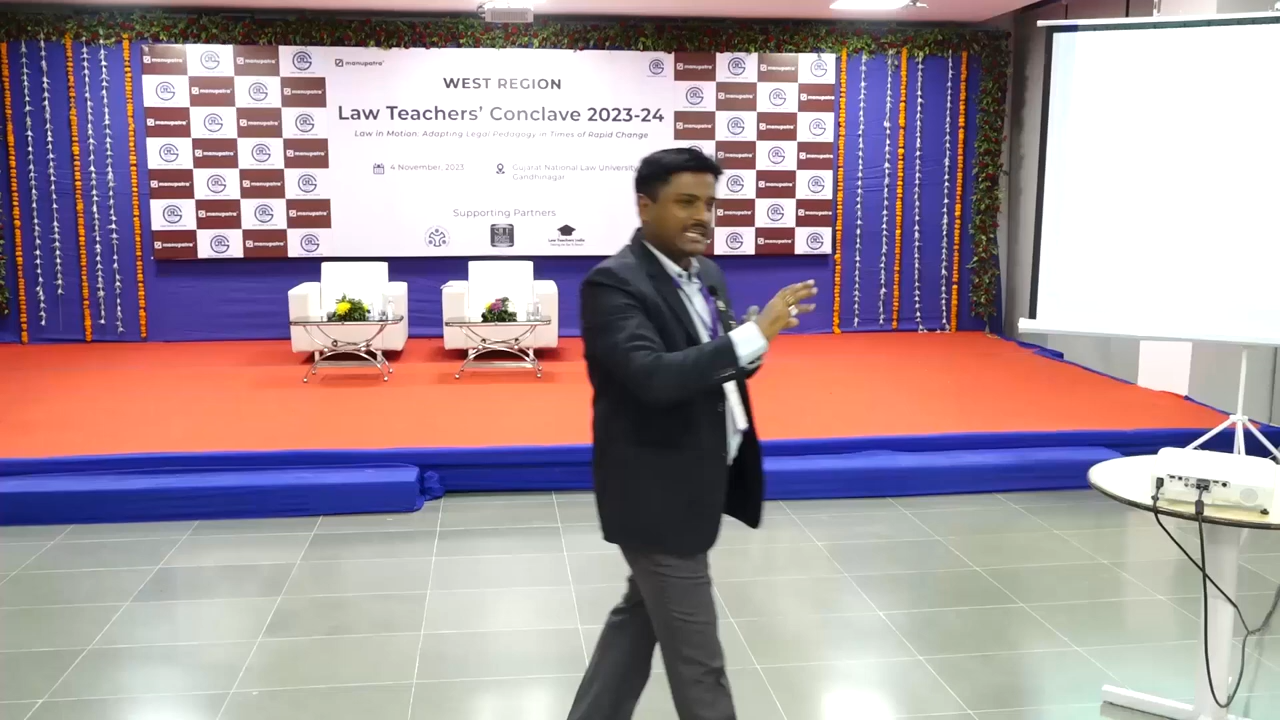 manupatra
WEST REGION
Law Teachers' Conclave 2023-24
Law in Motion: Adapting Legal Pedagogy in Times of Rapid Change
4 November, 2023
Gujarat National Law University
Gandhinagar
Supporting Partners
Law Teachers India